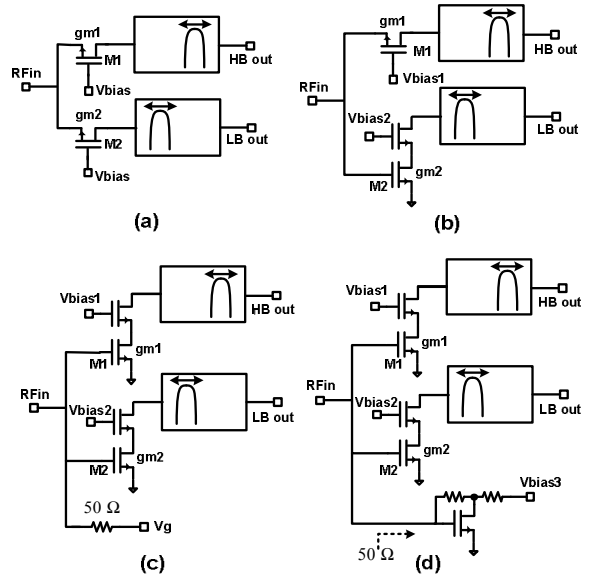 gm1
M1
HB out
RFin
Vbias
gm2
M2
LB out
Vbias
(a)
gm1
M1
HB out
Vbias1
RFin
Vbias2
LB out
gm2
M2
(b)
Vbias1
HB out
gm1
M1
RFin
Vbias2
LB out
gm2
M2
50 Ω
Vg
(c)
Vbias1
HB out
gm1
M1
RFin
Vbias2
LB out
gm2
M2
Vbias3
50 Ω
(d)